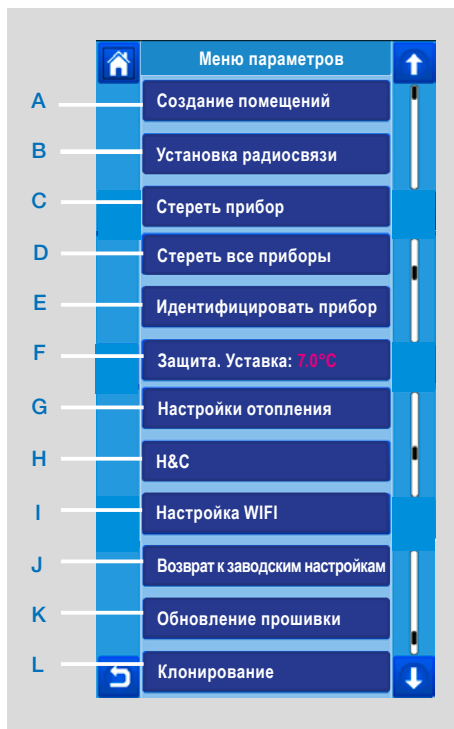 Меню параметров
A Создание помещений
B Установка радиосвязи
C Стереть прибор
D Стереть все приборы
E Идентифицировать прибор
F Защита. Уставка: 7.0°C
G Настройки отопления
H H&C
I Настройка WIFI
J Возврат к заводским настройкам
K Обновление прошивки
L Клонирование